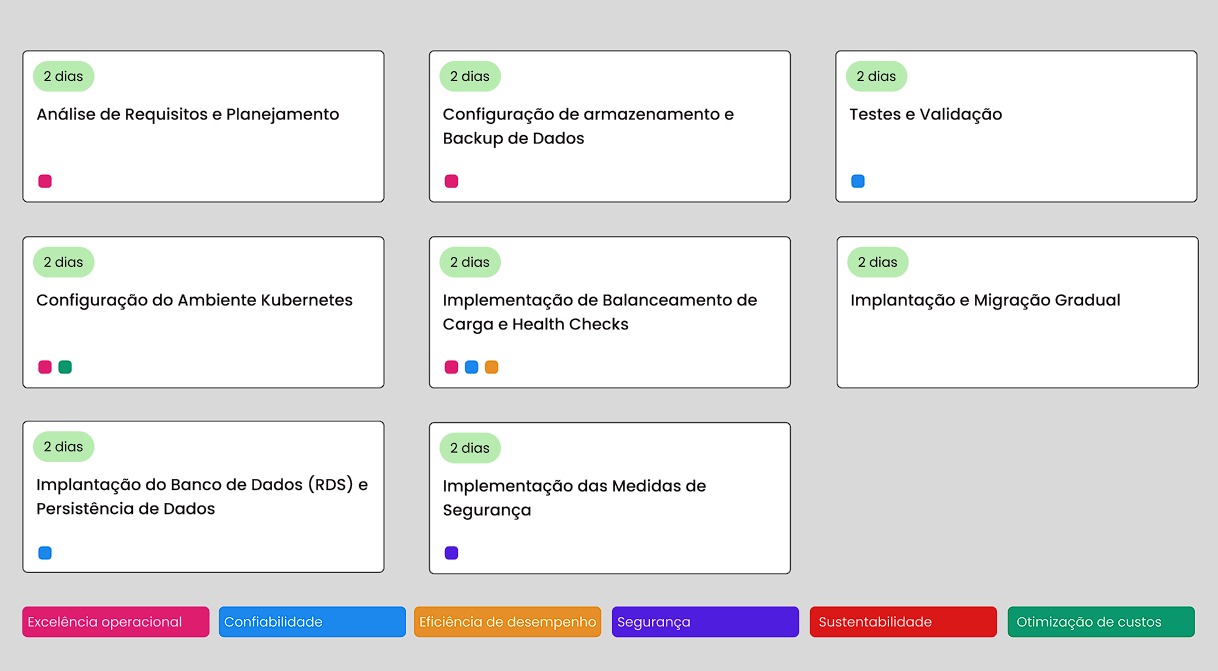 2 dias
Análise de Requisitos e Planejamento
2 dias
Configuração de armazenamento e
Backup de Dados
2 dias
Testes e Validação
2 dias
Configuração do Ambiente Kubernetes
2 dias
Implementação de Balanceamento de
Carga e Health Checks
2 dias
Implantação e Migração Gradual
2 dias
Implantação do Banco de Dados (RDS) e
Persistência de Dados
2 dias
Implementação das Medidas de
Segurança
Excelência operacional
Confiabilidade
Eficiência de desempenho
Segurança
Sustentabilidade
Otimização de custos